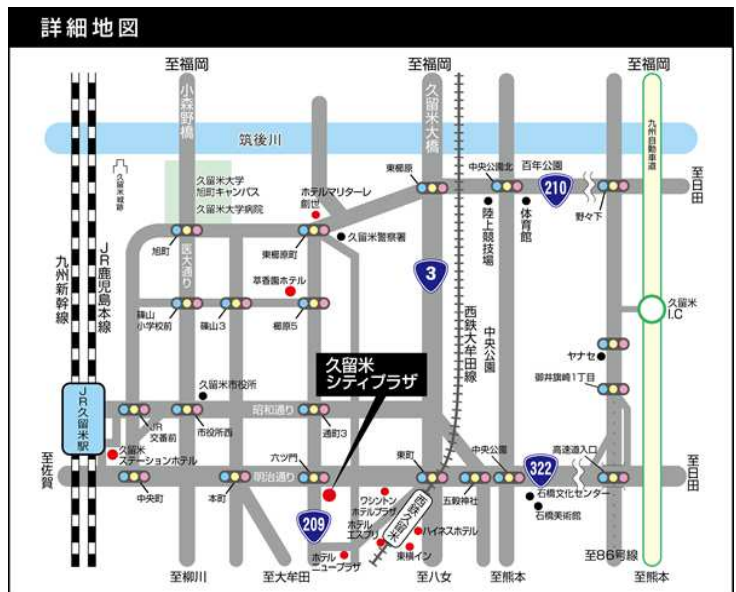 詳細地図
至福岡
至福岡
至福岡
小森野橋
久留米大橋
九州自動車道
筑後川
久留米城跡
久留米大学
旭町キャンパス
久留米大学病院
ホテルマリターレ
創世
東櫛原
中央公園北
百年公園
210
至日田
野々下
陸上競技場
体育館
旭町
医大通り
東櫛原町
久留米警察署
九州新幹線
JR鹿児島本線
3
西鉄大牟田線
中央公園
草香園ホテル
篠山
小学校前
篠山3
櫛原5
久留米
I.C
ヤナセ
御井旗崎1丁目
久留米
シティプラザ
久留米市役所
昭和通り
JR久留米駅
JR
交番前
市役所西
通町3
久留米
ステーションホテル
六ツ門
東町
中央公園
322
高速道入口
至佐賀
明治通り
至日田
中央町
本町
五穀神社
石橋文化センター
石橋美術館
ワシントン
ホテルプラザ
209
西鉄久留米
ホテル
エスプリ
ハイネスホテル
ホテル
ニュープラザ
東横イン
至86号線
至柳川
至大牟田
至八女
至熊本
至熊本